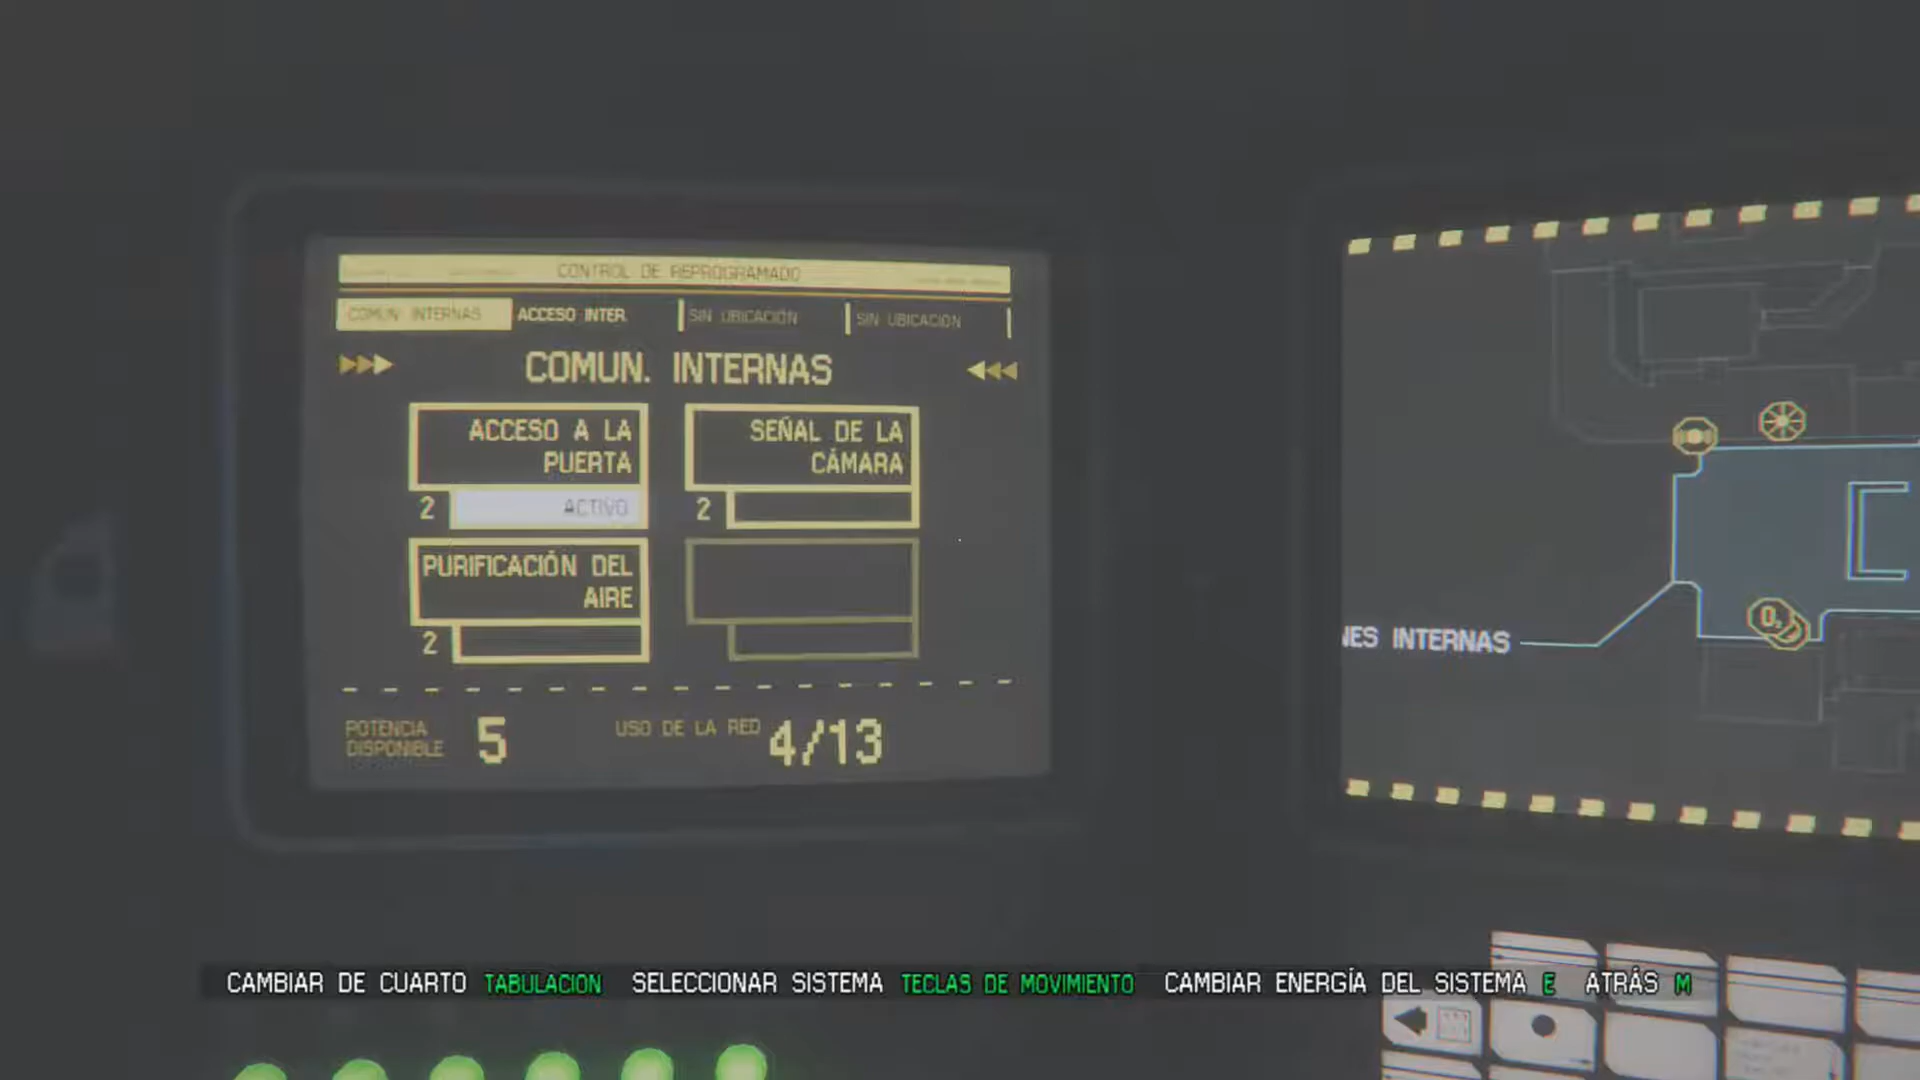 CONTROL DE REPROGRAMADO
COMUN. INTERNAS
ACCESO INTER.
SIN UBICACIÓN
SIN UBICACIÓN
COMUN. INTERNAS
ACCESO A LA
PUERTA
2
ACTIVO
SEÑAL DE LA
CÁMARA
2
PURIFICACIÓN DEL
AIRE
2
POTENCIA
DISPONIBLE
5
USO DE LA RED
4/13
NES INTERNAS
O₂
CAMBIAR DE CUARTO TABULACION SELECCIONAR SISTEMA TECLAS DE MOVIMIENTO CAMBIAR ENERGÍA DEL SISTEMA E ATRÁS M